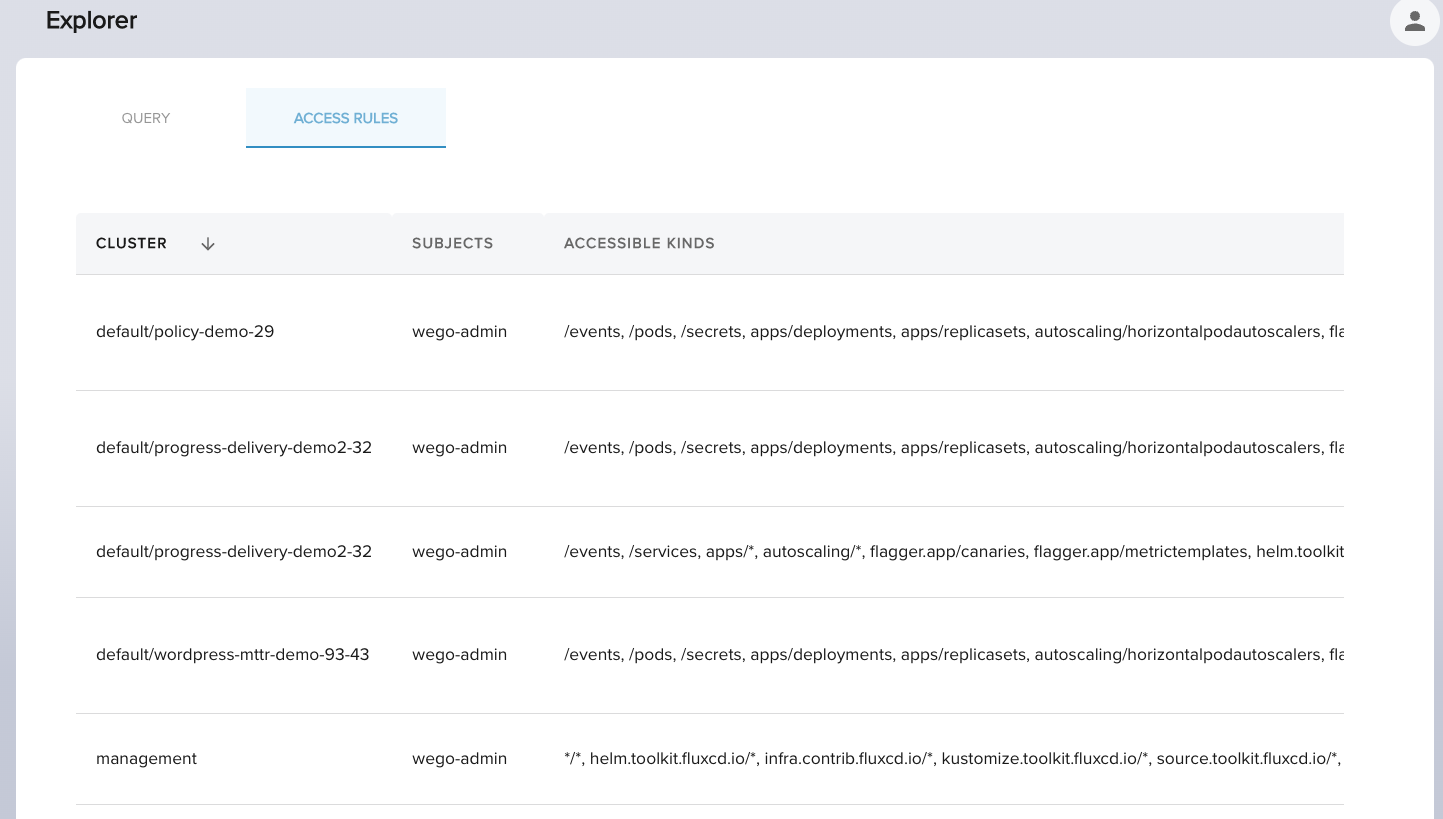 Explorer
QUERY
ACCESS RULES
CLUSTER SUBJECTS ACCESSIBLE KINDS
default/policy-demo-29 wego-admin /events, /pods, /secrets, apps/deployments, apps/replicasets, autoscaling/horizontalpodautoscalers, fla
default/progress-delivery-demo2-32 wego-admin /events, /pods, /secrets, apps/deployments, apps/replicasets, autoscaling/horizontalpodautoscalers, fla
default/progress-delivery-demo2-32 wego-admin /events, /services, apps/*, autoscaling/*, flagger.app/canaries, flagger.app/metrictemplates, helm.toolkit
default/wordpress-mttr-demo-93-43 wego-admin /events, /pods, /secrets, apps/deployments, apps/replicasets, autoscaling/horizontalpodautoscalers, fla
management wego-admin */*, helm.toolkit.fluxcd.io/*, infra.contrib.fluxcd.io/*, kustomize.toolkit.fluxcd.io/*, source.toolkit.fluxcd.io/*,